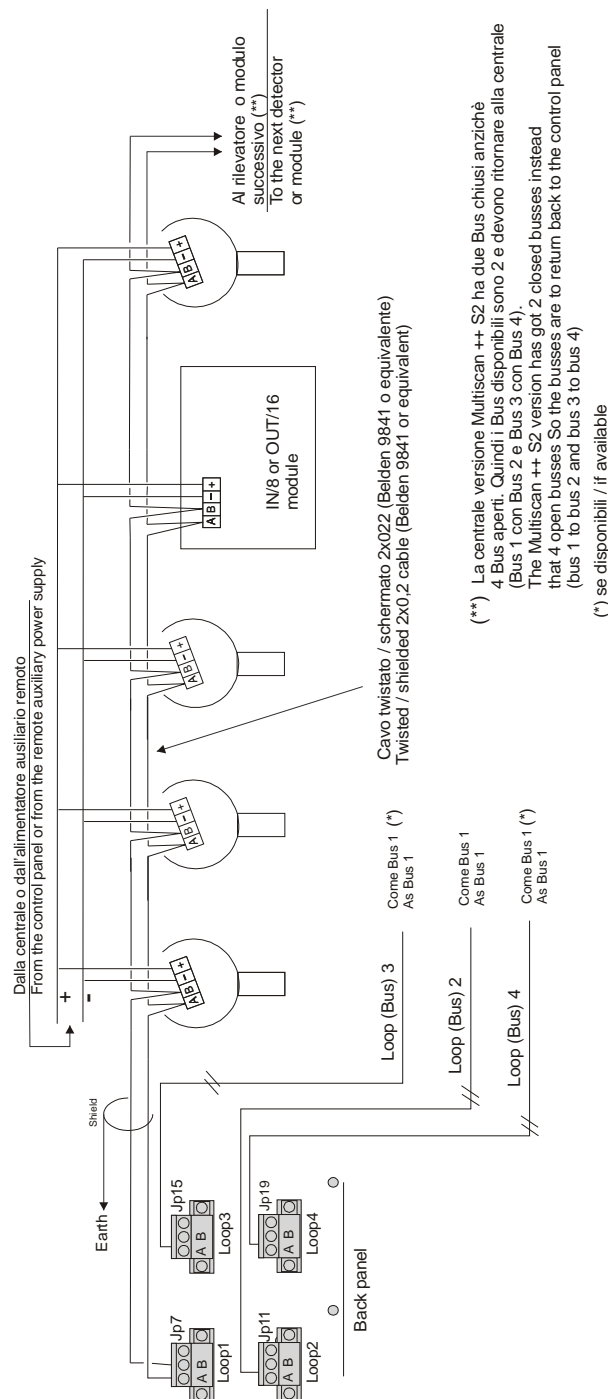 Dalla centrale o dall'alimentatore ausiliario remoto
From the control panel or from the remote auxiliary power supply
+
-
Shield
Earth
A B - +
A B - +
A B - +
A B - +
IN/8 or OUT/16
module
A B - +
Al rilevatore o modulo
successivo (**)
To the next detector
or module (**)
Cavo twistato / schermato 2x022 (Belden 9841 o equivalente)
Twisted / shielded 2x0,2 cable (Belden 9841 or equivalent)
Jp7
A B
Loop1
Jp15
A B
Loop3
Jp11
A B
Loop2
Jp19
A B
Loop4
Back panel
Loop (Bus) 3
Come Bus 1 (*)
As Bus 1
Loop (Bus) 2
Come Bus 1
As Bus 1
Loop (Bus) 4
Come Bus 1 (*)
As Bus 1
(**) La centrale versione Multiscan ++ S2 ha due Bus chiusi anzichè
4 Bus aperti. Quindi i Bus disponibili sono 2 e devono ritornare alla centrale
(Bus 1 con Bus 2 e Bus 3 con Bus 4).
The Multiscan ++ S2 version has got 2 closed busses instead
that 4 open busses So the busses are to return back to the control panel
(bus 1 to bus 2 and bus 3 to bus 4)
(*) se disponibili / if available